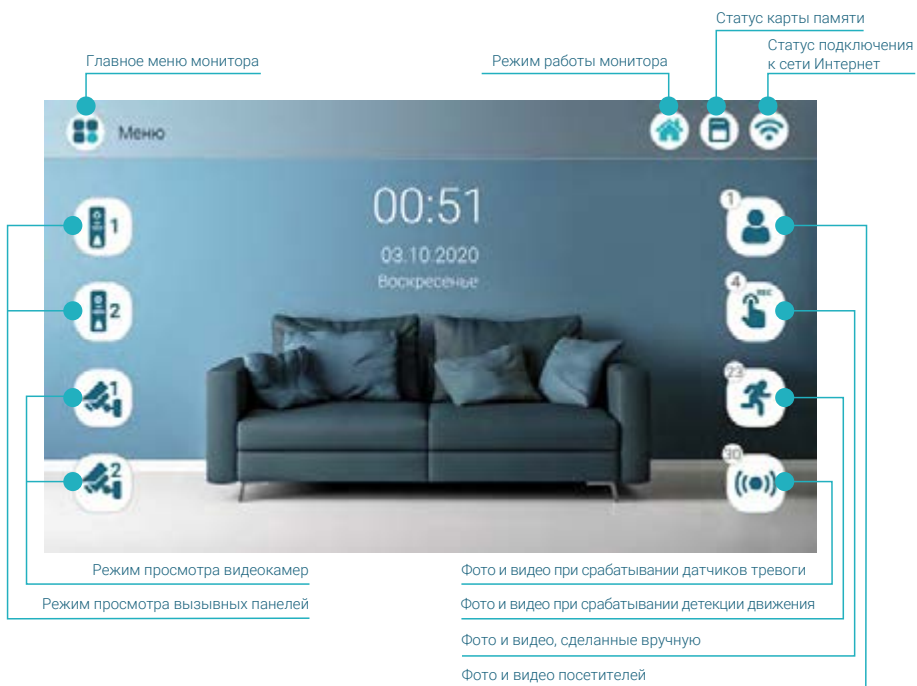 Статус карты памяти
Главное меню монитора
Режим работы монитора
Статус подключения
к сети Интернет
Меню
00:51
03.10.2020
Воскресенье
1
2
1
2
1
4
REC
23
30
Режим просмотра видеокамер
Режим просмотра вызывных панелей
Фото и видео при срабатывании датчиков тревоги
Фото и видео при срабатывании детекции движения
Фото и видео, сделанные вручную
Фото и видео посетителей